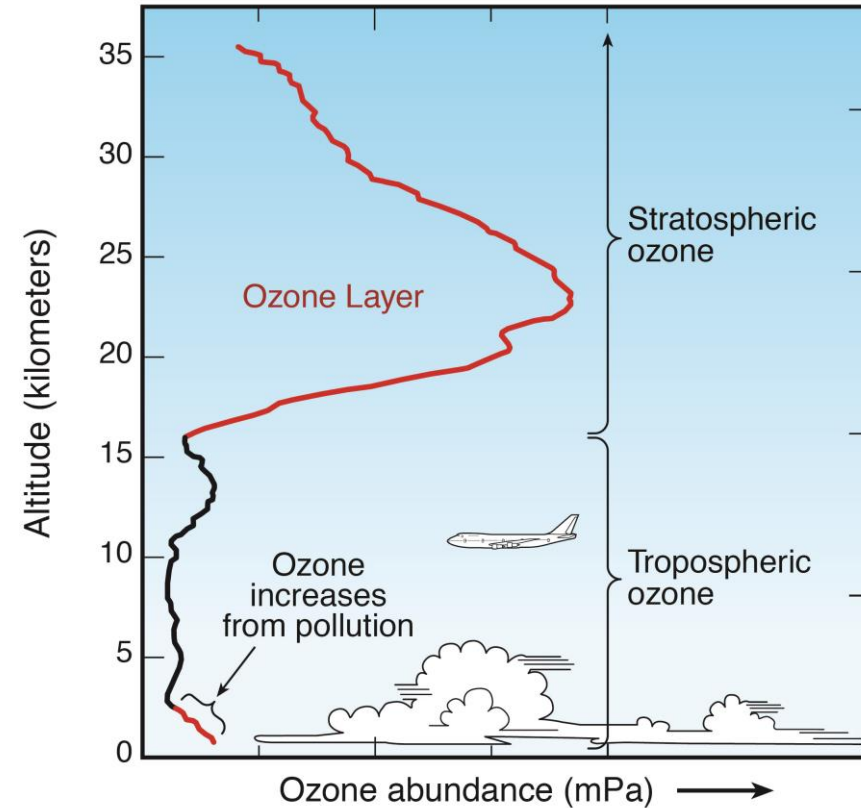 35
30
25
20
15
10
5
0
Altitude (kilometers)
Ozone Layer
Stratospheric
ozone
Tropospheric
ozone
Ozone
increases
from pollution
Ozone abundance (mPa)